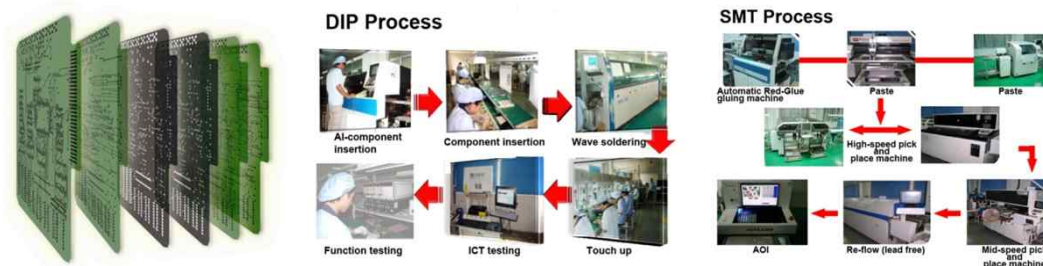 DIP Process
AI-component
insertion
Component insertion
Wave soldering
Function testing
ICT testing
Touch up
SMT Process
Automatic Red-Glue
gluing machine
Paste
Paste
High-speed pick
and
place machine
AOI
Re-flow (lead free)
Mid-speed pick
and
place machine